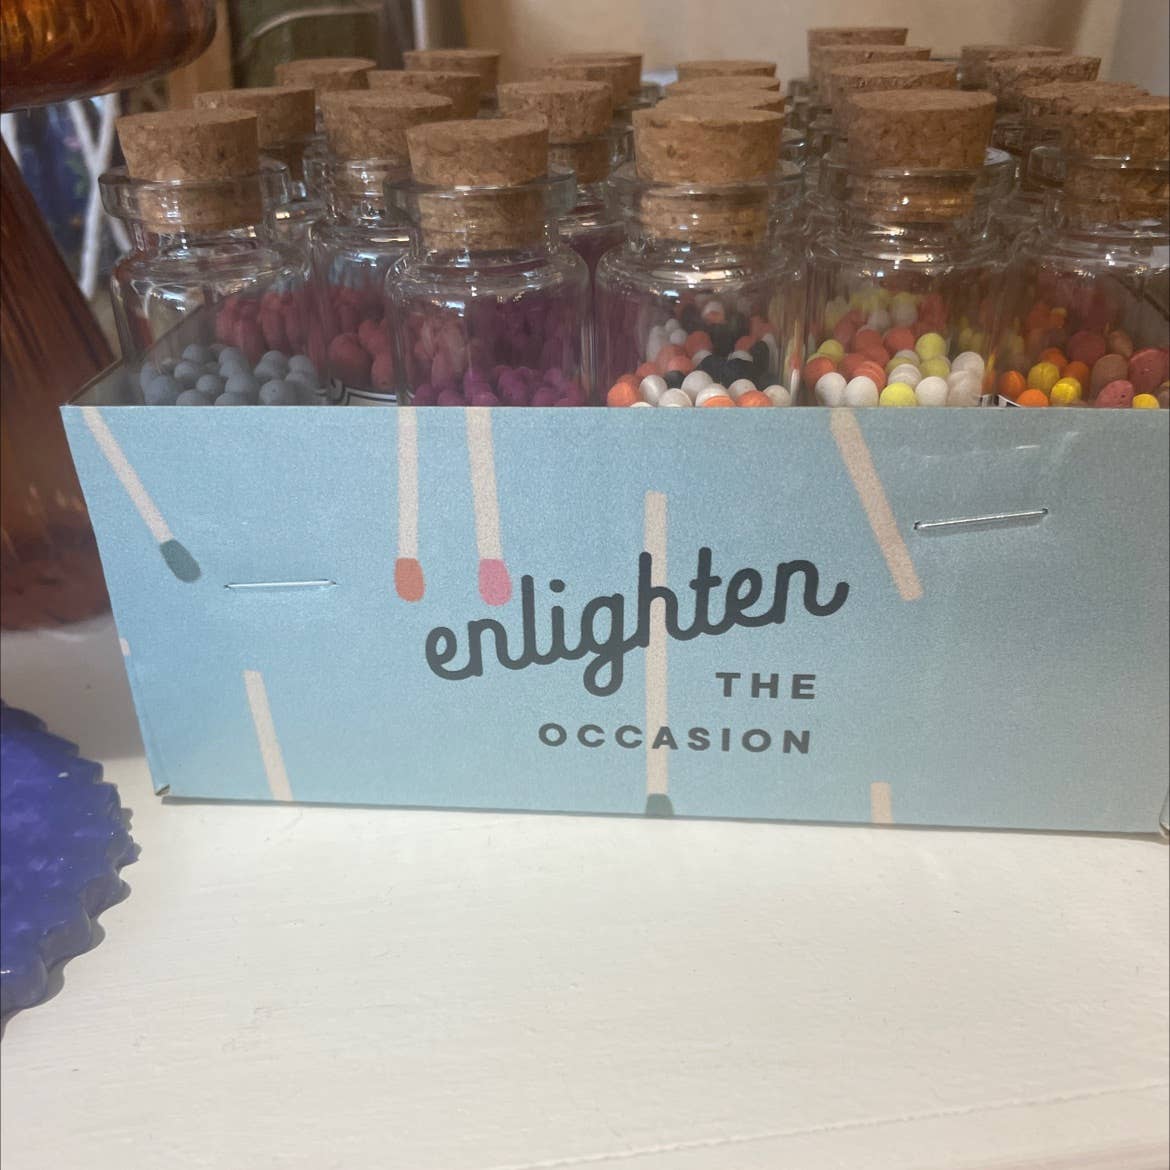 enlighten
THE
OCCASION